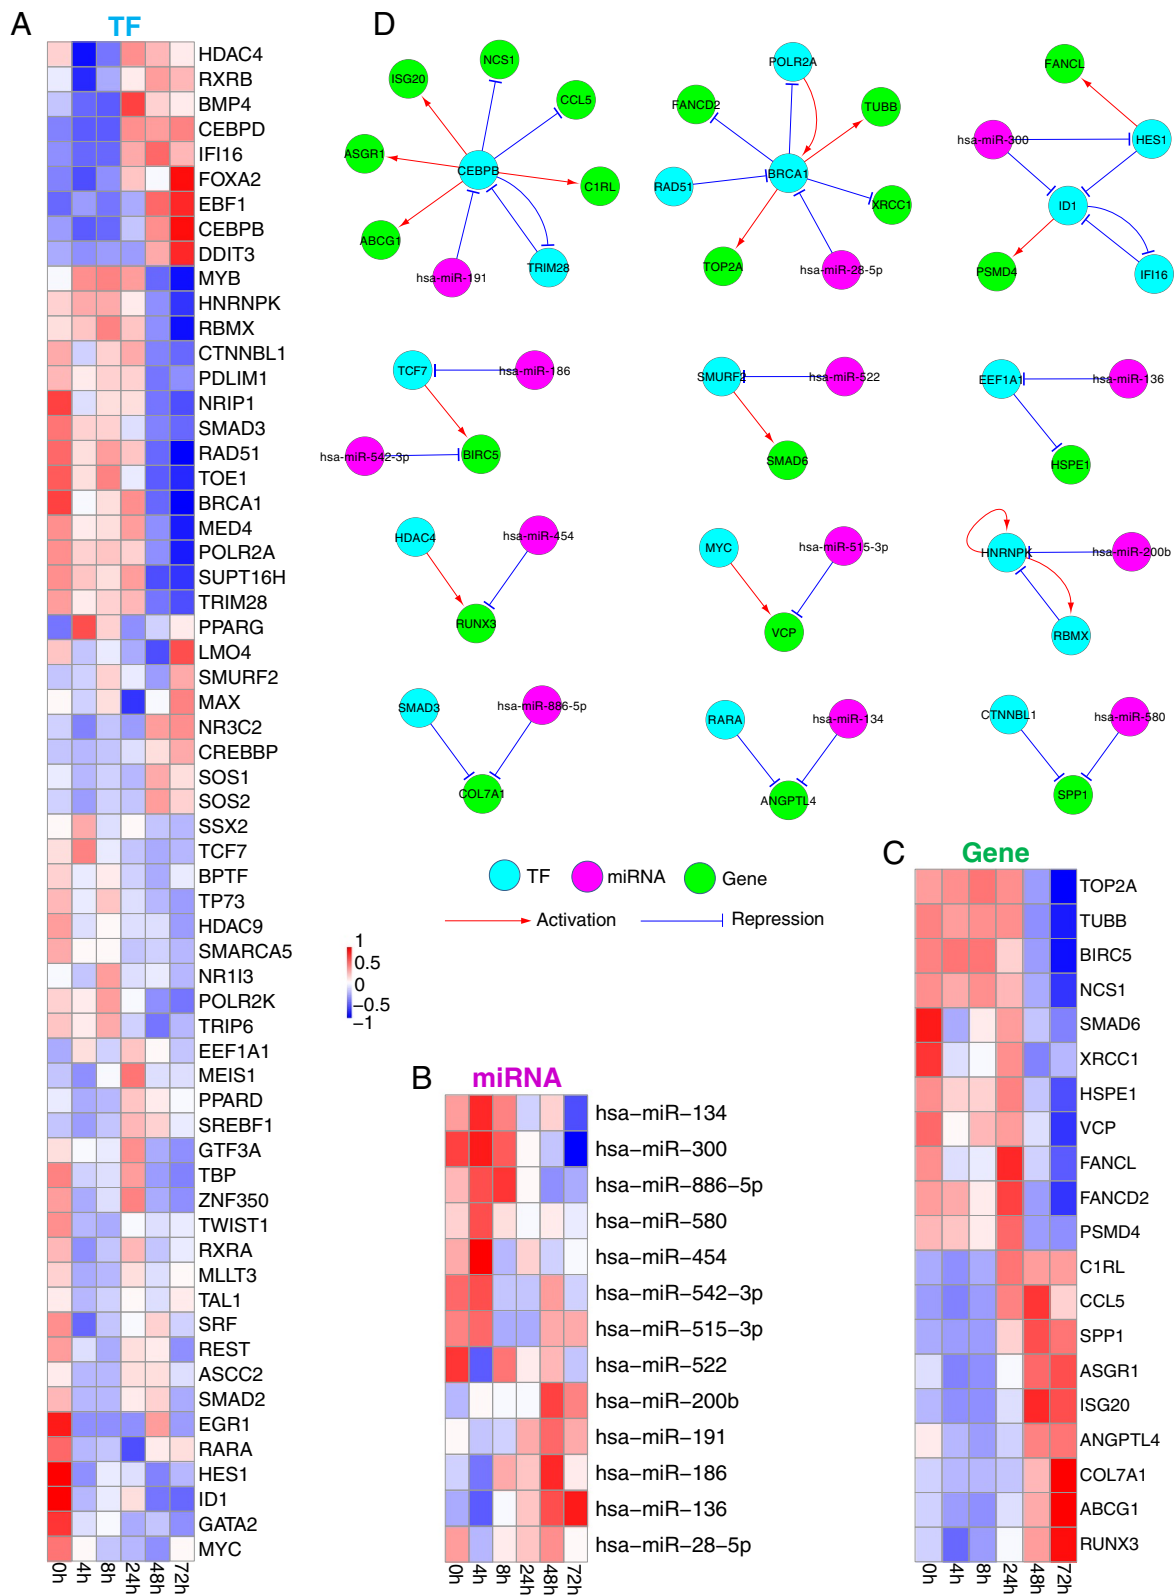 A
TF
HDAC4
RXRB
BMP4
CEBPD
IFI16
FOXA2
EBF1
CEBPB
DDIT3
MYB
HNRNPK
RBMX
CTNNBL1
PDLIM1
NRIP1
SMAD3
RAD51
TOE1
BRCA1
MED4
POLR2A
SUPT16H
TRIM28
PPARG
LMO4
SMURF2
MAX
NR3C2
CREBBP
SOS1
SOS2
SSX2
TCF7
BPTF
TP73
HDAC9
SMARCA5
NR1I3
POLR2K
TRIP6
EEF1A1
MEIS1
PPARD
SREBF1
GTF3A
TBP
ZNF350
TWIST1
RXRA
MLLT3
TAL1
SRF
REST
ASCC2
SMAD2
EGR1
RARA
HES1
ID1
GATA2
MYC
0h 4h 8h 24h 48h 72h
D
NCS1
ISG20
CCL5
ASGR1
CEBPB
C1RL
ABCG1
hsa-miR-191
TRIM28
POLR2A
FANCD2
TUBB
RAD51
BRCA1
XRCC1
TOP2A
hsa-miR-28-5p
FANCL
hsa-miR-300
HES1
ID1
PSMD4
IFI16
TCF7
hsa-miR-186
hsa-miR-542-3p
BIRC5
SMURF2
hsa-miR-522
SMAD6
EEF1A1
hsa-miR-136
HSPE1
HDAC4
hsa-miR-454
RUNX3
MYC
hsa-miR-515-3p
VCP
HNRNPK
hsa-miR-200b
RBMX
SMAD3
hsa-miR-886-5p
COL7A1
RARA
hsa-miR-134
ANGPTL4
CTNNBL1
hsa-miR-580
SPP1
TF
miRNA
Gene
Activation
Repression
1
0.5
0
−0.5
−1
B
miRNA
hsa−miR−134
hsa−miR−300
hsa−miR−886−5p
hsa−miR−580
hsa−miR−454
hsa−miR−542−3p
hsa−miR−515−3p
hsa−miR−522
hsa−miR−200b
hsa−miR−191
hsa−miR−186
hsa−miR−136
hsa−miR−28−5p
0h 4h 8h 24h 48h 72h
C
Gene
TOP2A
TUBB
BIRC5
NCS1
SMAD6
XRCC1
HSPE1
VCP
FANCL
FANCD2
PSMD4
C1RL
CCL5
SPP1
ASGR1
ISG20
ANGPTL4
COL7A1
ABCG1
RUNX3
0h 4h 8h 24h 48h 72h